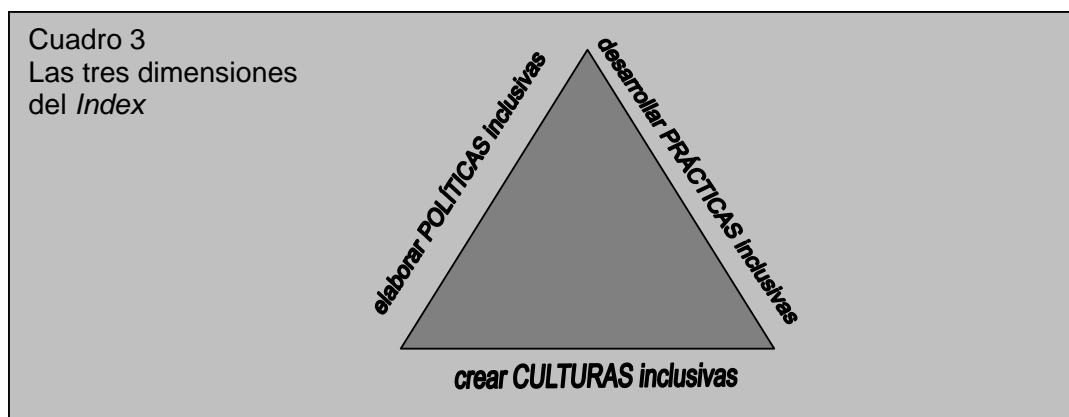 Cuadro 3
Las tres dimensiones
del Index
elaborar POLÍTICAS inclusivas
desarrollar PRÁCTICAS inclusivas
crear CULTURAS inclusivas